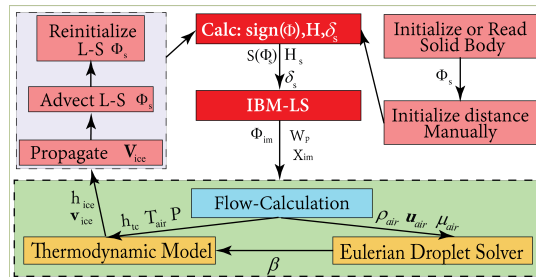 Reinitialize
L-S Φs
Advect L-S Φs
Propagate Vice
Calc: sign(Φ),H,δs
S(Φs) Hs
δs
IBM-LS
Φim Wp
Xim
Initialize or Read
Solid Body
Φs
Initialize distance
Manually
Flow-Calculation
hice
vice
htc Tair P
ρair uair μair
Thermodynamic Model
β
Eulerian Droplet Solver